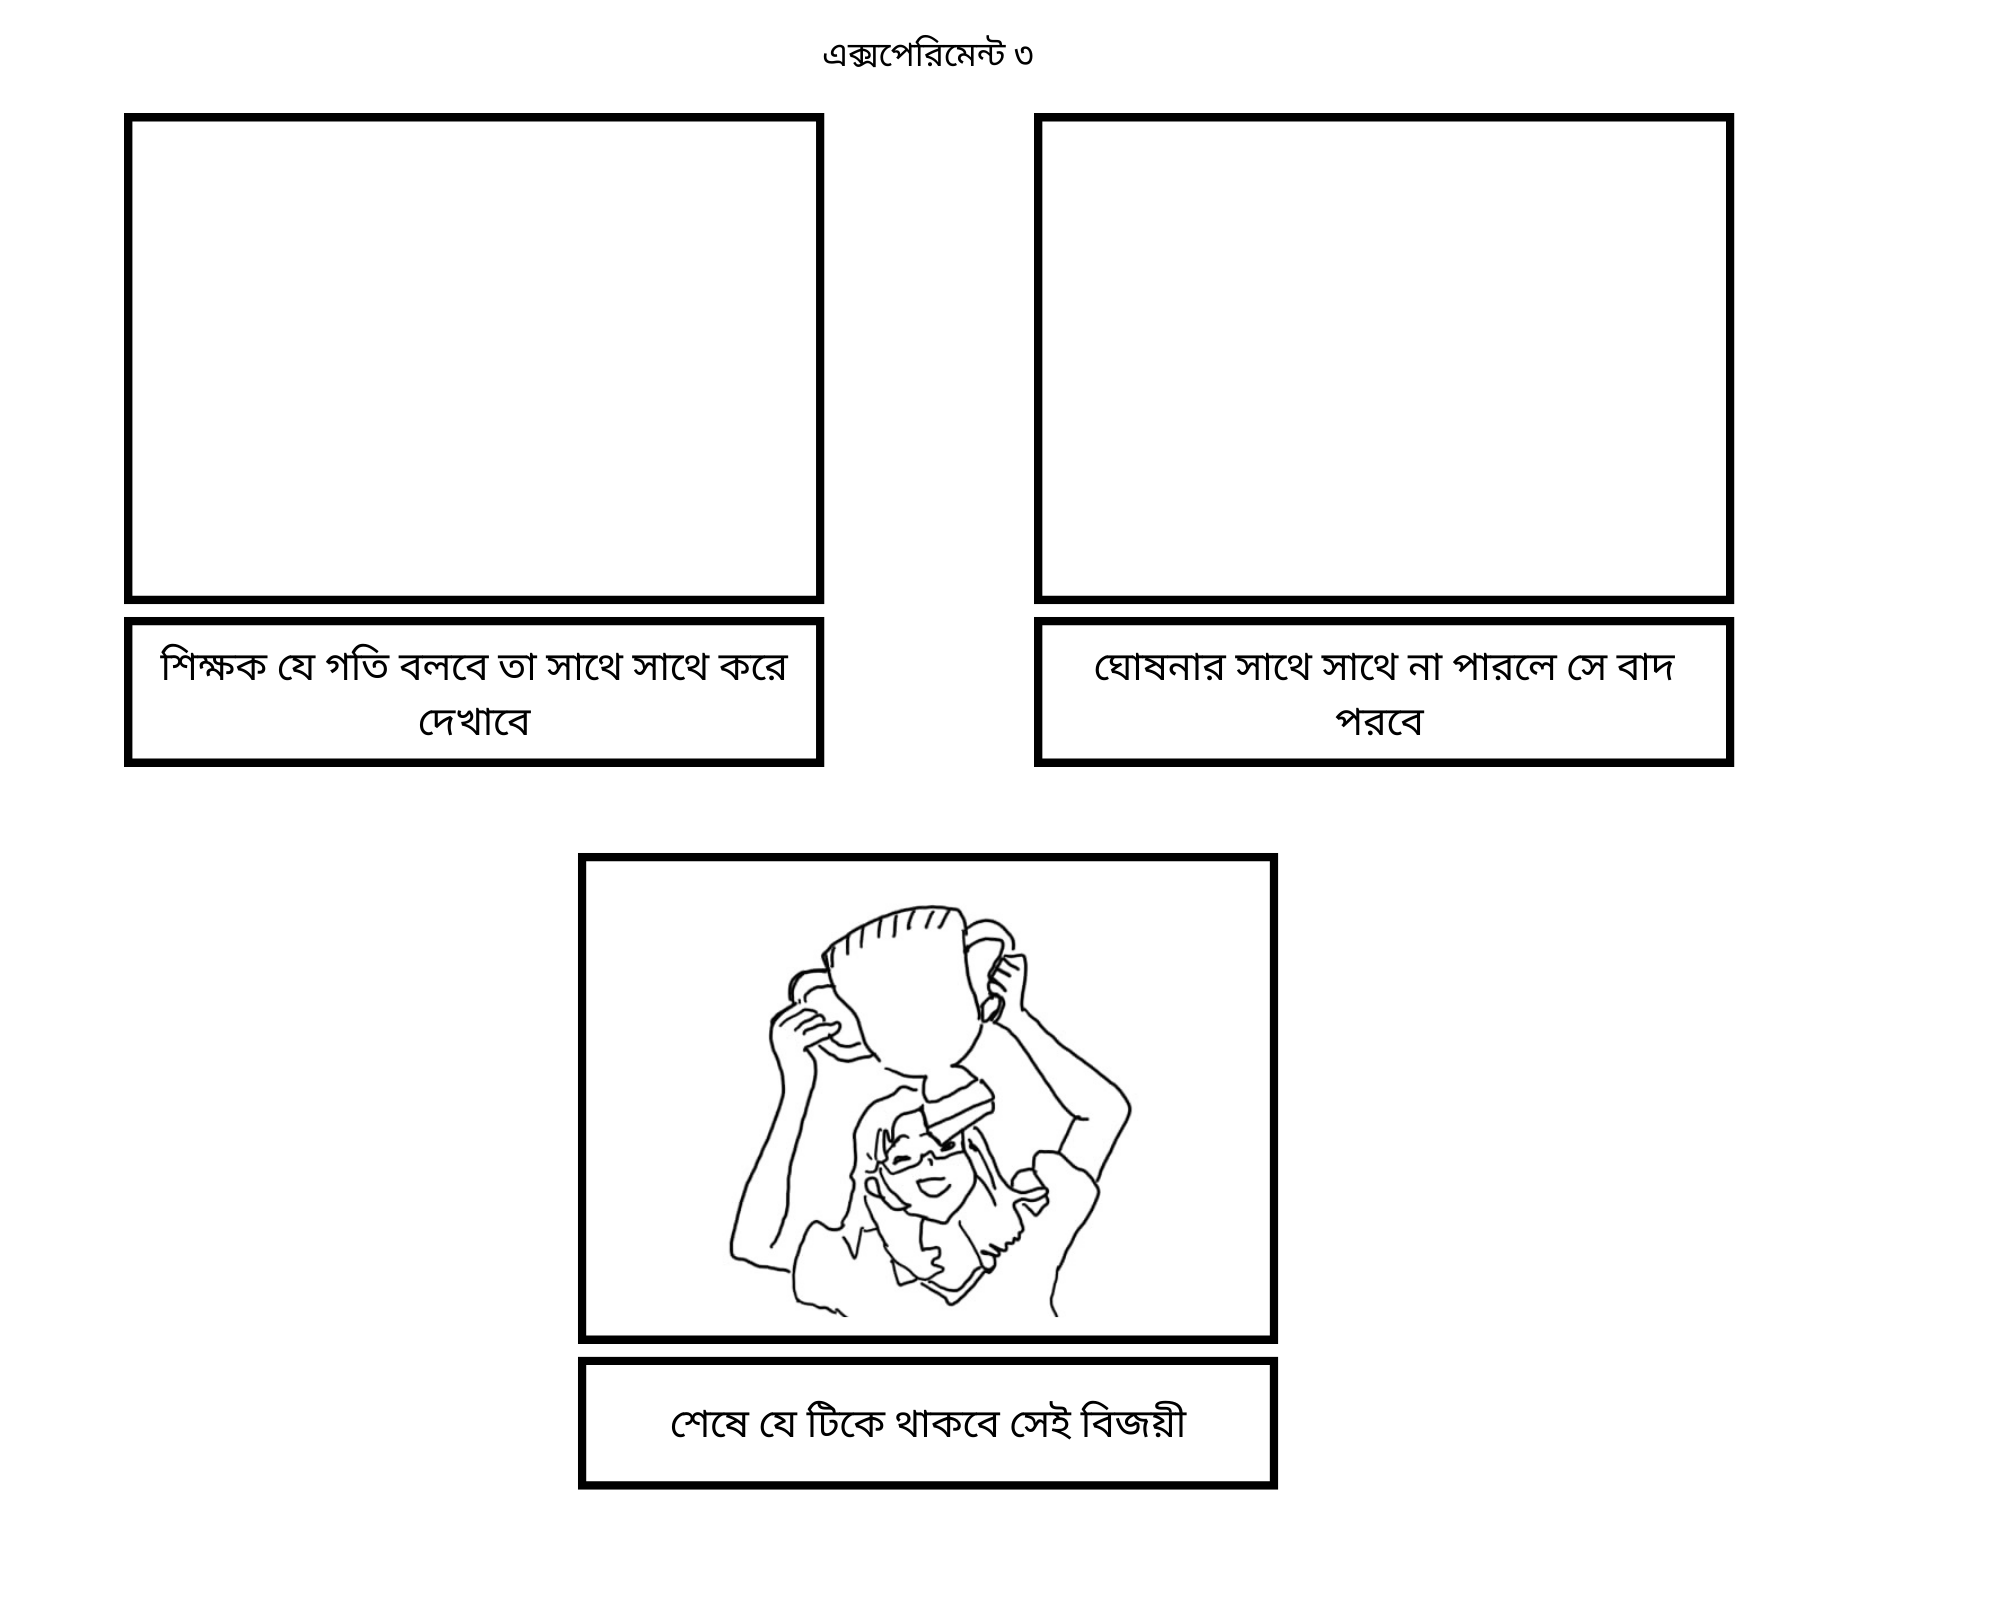 এক্সপেরিমেন্ট ৩
শিক্ষক যে গতি বলবে তা সাথে সাথে করে
দেখাবে
ঘোষনার সাথে সাথে না পারলে সে বাদ
পরবে
শেষে যে টিকে থাকবে সেই বিজয়ী